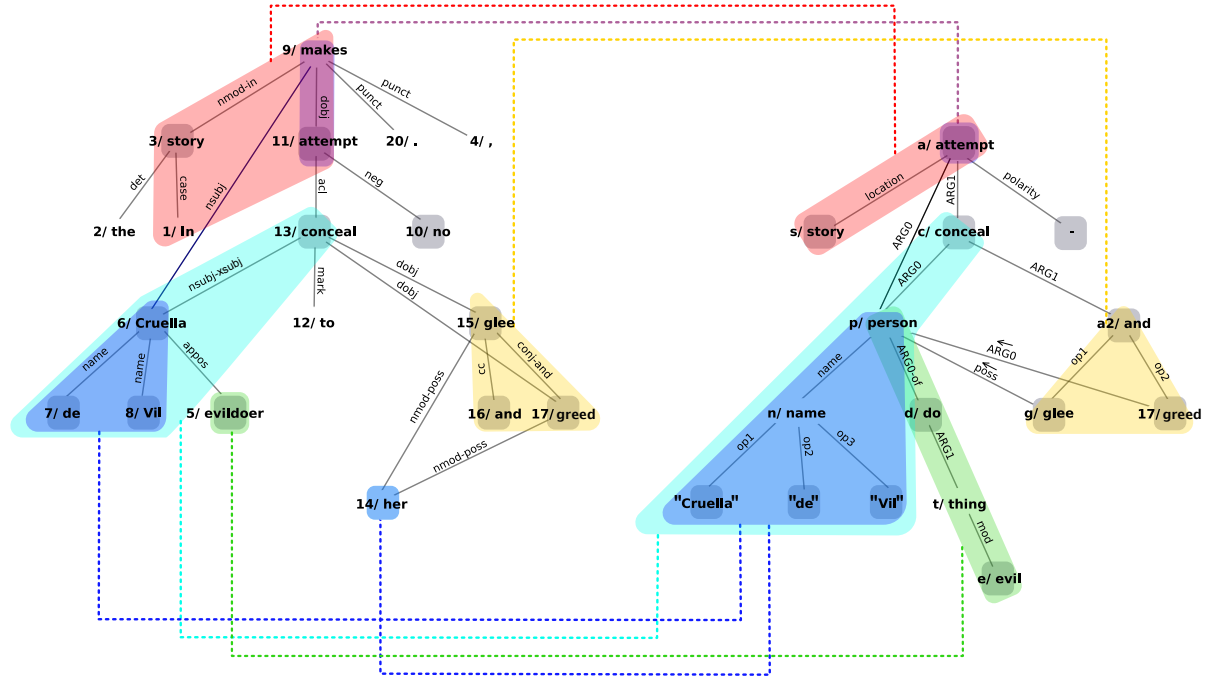 9/ makes
nmod-in
dobj
punct
punct
3/ story
11/ attempt
20/ .
4/ ,
a/ attempt
det
case
nsubj
acl
neg
location
ARG0
ARG1
polarity
2/ the
1/ In
13/ conceal
10/ no
s/ story
c/ conceal
-
nsubj-xsubj
mark
dobj
dobj
ARG0
ARG1
6/ Cruella
12/ to
15/ glee
p/ person
a2/ and
name
name
appos
nmod-poss
cc
conj-and
name
ARG0-of
ARG0
poss
op1
op2
7/ de
8/ Vil
5/ evildoer
16/ and
17/ greed
n/ name
d/ do
g/ glee
17/ greed
nmod-poss
op1
op2
op3
ARG1
14/ her
"Cruella"
"de"
"Vil"
t/ thing
mod
e/ evil